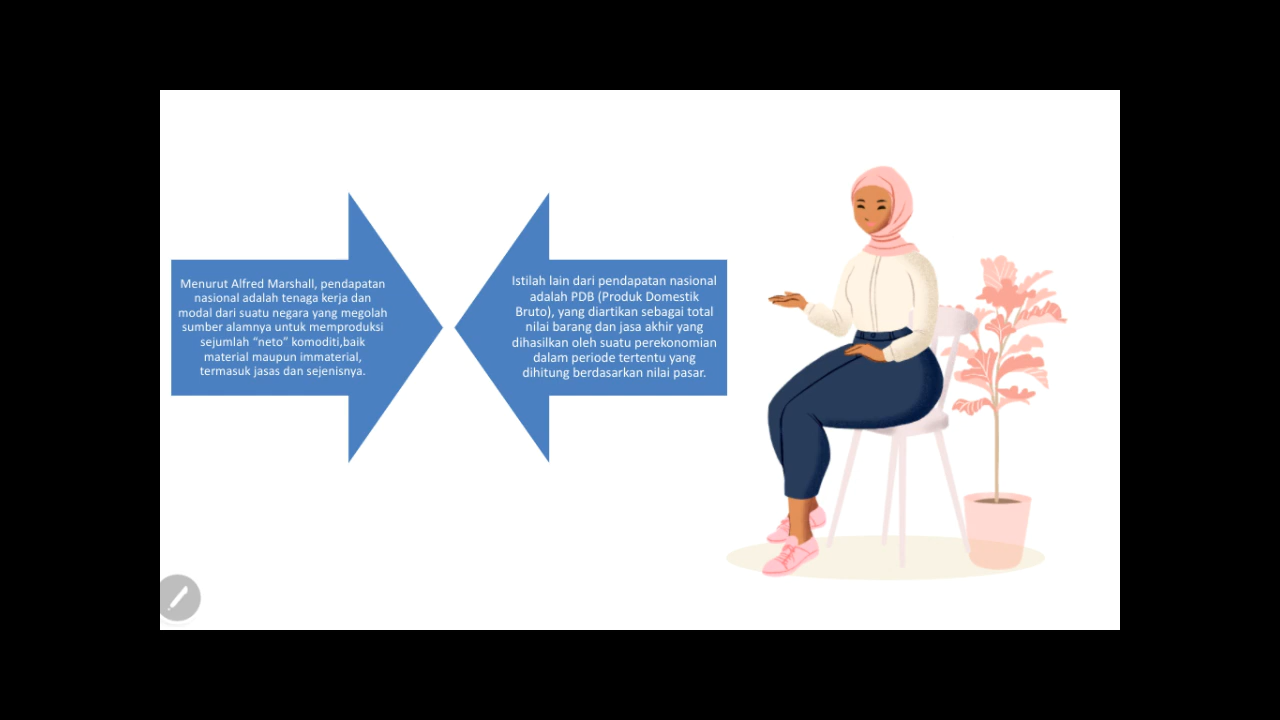 Menurut Alfred Marshall, pendapatan
nasional adalah tenaga kerja dan
modal dari suatu negara yang megolah
sumber alamnya untuk memproduksi
sejumlah “neto” komoditi,baik
material maupun immaterial,
termasuk jasas dan sejenisnya.
Istilah lain dari pendapatan nasional
adalah PDB (Produk Domestik
Bruto), yang diartikan sebagai total
nilai barang dan jasa akhir yang
dihasilkan oleh suatu perekonomian
dalam periode tertentu yang
dihitung berdasarkan nilai pasar.